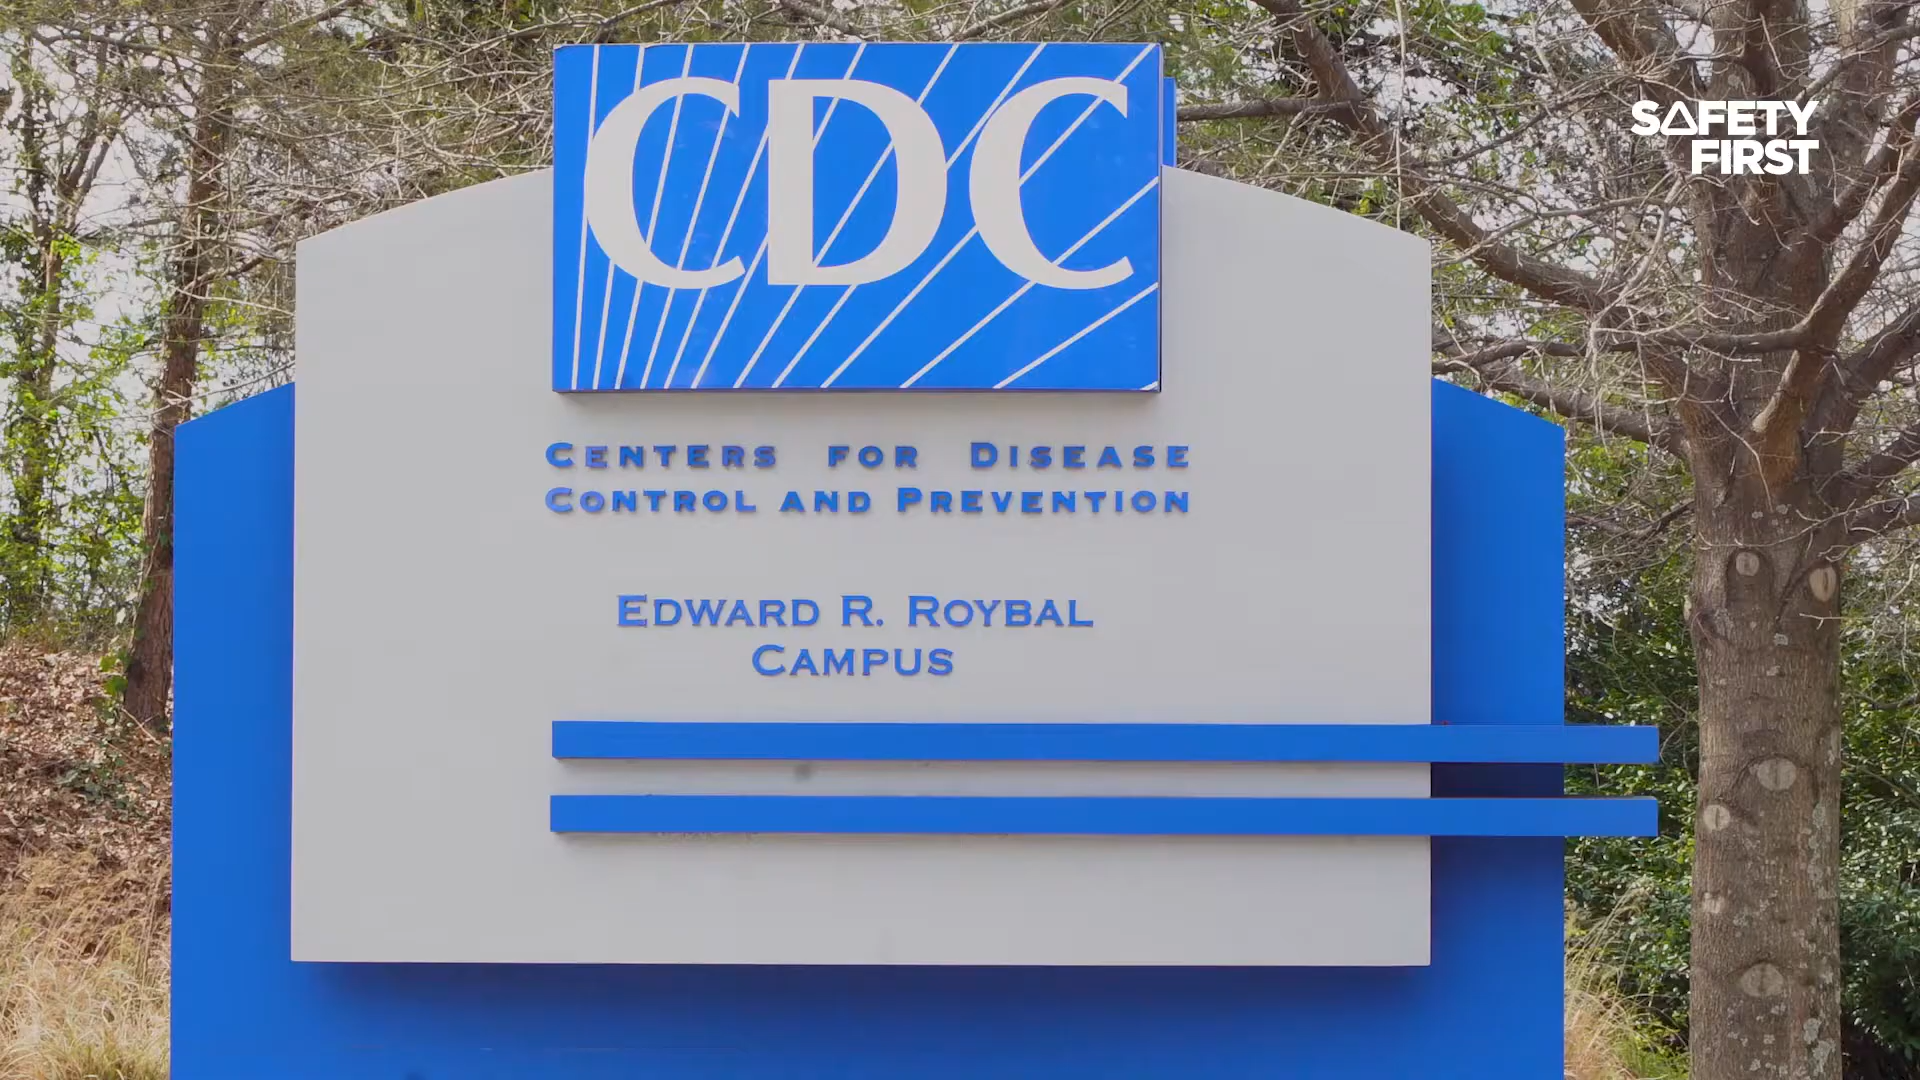 CDC
SAFETY
FIRST
CENTERS FOR DISEASE
CONTROL AND PREVENTION
EDWARD R. ROYBAL
CAMPUS